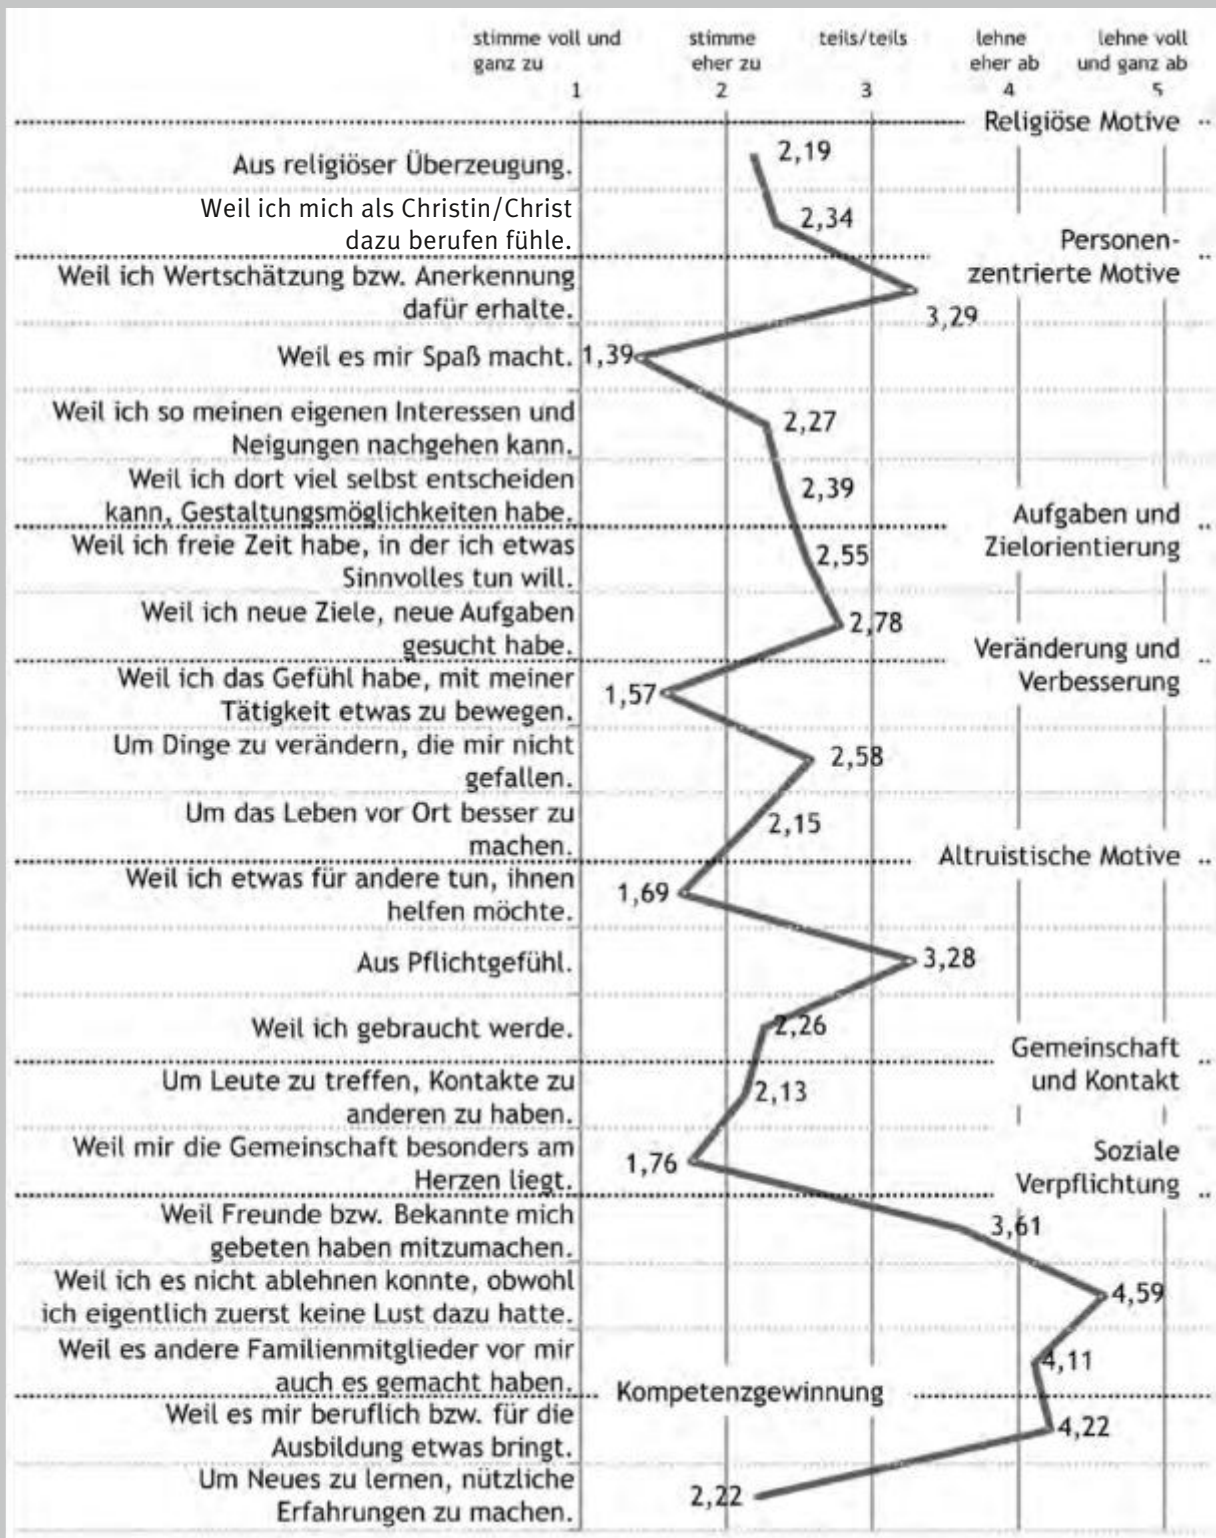 stimme voll und
ganz zu
stimme
eher zu
teils/teils
lehne
eher ab
lehne voll
und ganz ab
1 2 3 4 5
Religiöse Motive
Aus religiöser Überzeugung.
2,19
Weil ich mich als Christin/Christ
dazu berufen fühle.
2,34
Personen-
zentrierte Motive
Weil ich Wertschätzung bzw. Anerkennung
dafür erhalte.
3,29
Weil es mir Spaß macht.
1,39
Weil ich so meinen eigenen Interessen und
Neigungen nachgehen kann.
2,27
Weil ich dort viel selbst entscheiden
kann, Gestaltungsmöglichkeiten habe.
2,39
Aufgaben und
Zielorientierung
Weil ich freie Zeit habe, in der ich etwas
Sinnvolles tun will.
2,55
Weil ich neue Ziele, neue Aufgaben
gesucht habe.
2,78
Veränderung und
Verbesserung
Weil ich das Gefühl habe, mit meiner
Tätigkeit etwas zu bewegen.
1,57
Um Dinge zu verändern, die mir nicht
gefallen.
2,58
Um das Leben vor Ort besser zu
machen.
2,15
Altruistische Motive
Weil ich etwas für andere tun, ihnen
helfen möchte.
1,69
Aus Pflichtgefühl.
3,28
Weil ich gebraucht werde.
2,26
Gemeinschaft
und Kontakt
Um Leute zu treffen, Kontakte zu
anderen zu haben.
2,13
Weil mir die Gemeinschaft besonders am
Herzen liegt.
1,76
Soziale
Verpflichtung
Weil Freunde bzw. Bekannte mich
gebeten haben mitzumachen.
3,61
Weil ich es nicht ablehnen konnte, obwohl
ich eigentlich zuerst keine Lust dazu hatte.
4,59
Weil es andere Familienmitglieder vor mir
auch es gemacht haben.
4,11
Kompetenzgewinnung
Weil es mir beruflich bzw. für die
Ausbildung etwas bringt.
4,22
Um Neues zu lernen, nützliche
Erfahrungen zu machen.
2,22